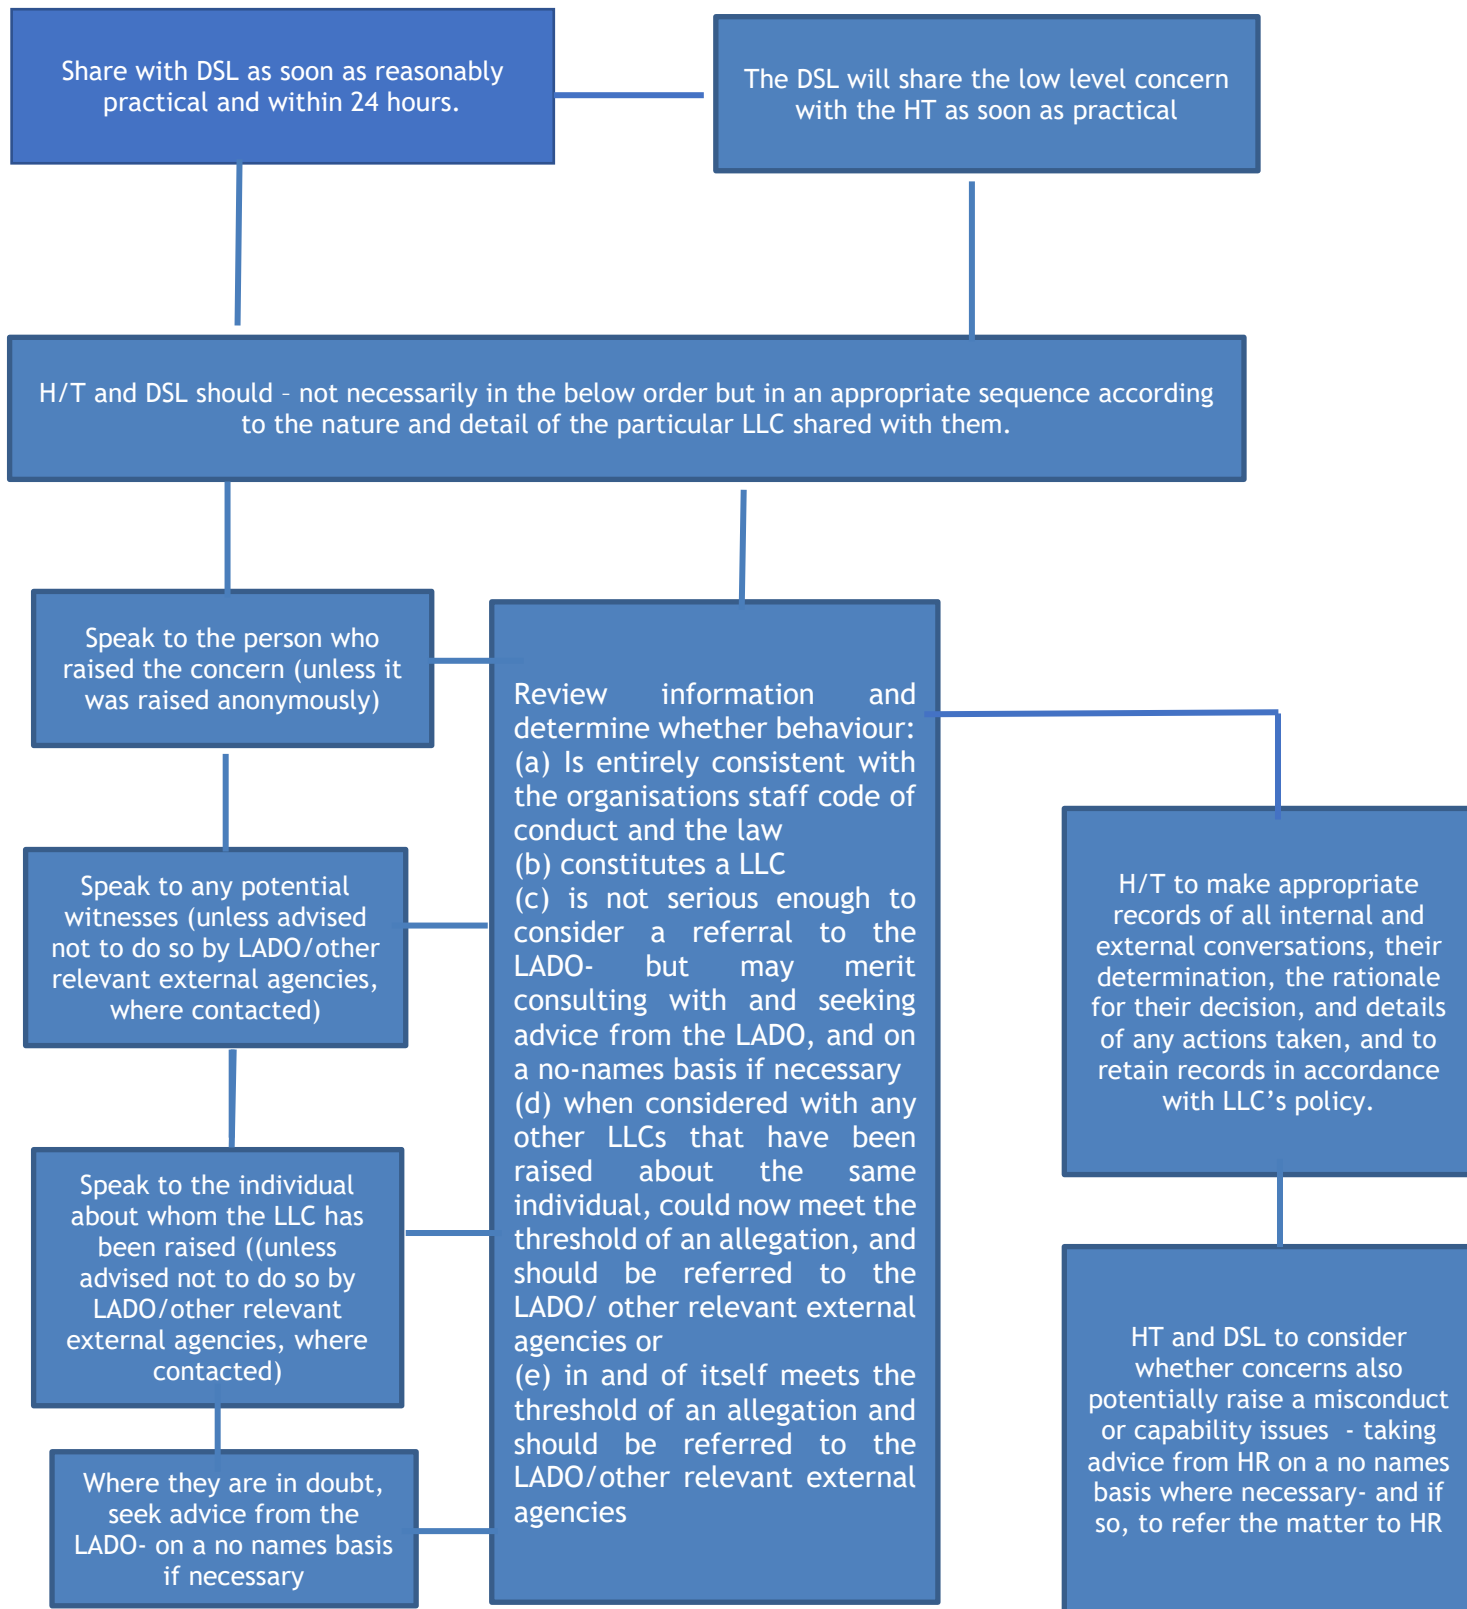 Share with DSL as soon as reasonably
practical and within 24 hours.
The DSL will share the low level concern
with the HT as soon as practical
H/T and DSL should – not necessarily in the below order but in an appropriate sequence according
to the nature and detail of the particular LLC shared with them.
Speak to the person who
raised the concern (unless it
was raised anonymously)
Speak to any potential
witnesses (unless advised
not to do so by LADO/other
relevant external agencies,
where contacted)
Speak to the individual
about whom the LLC has
been raised ((unless
advised not to do so by
LADO/other relevant
external agencies, where
contacted)
Where they are in doubt,
seek advice from the
LADO- on a no names basis
if necessary
Review information and
determine whether behaviour:
(a) Is entirely consistent with
the organisations staff code of
conduct and the law
(b) constitutes a LLC
(c) is not serious enough to
consider a referral to the
LADO- but may merit
consulting with and seeking
advice from the LADO, and on
a no-names basis if necessary
(d) when considered with any
other LLCs that have been
raised about the same
individual, could now meet the
threshold of an allegation, and
should be referred to the
LADO/ other relevant external
agencies or
(e) in and of itself meets the
threshold of an allegation and
should be referred to the
LADO/other relevant external
agencies
H/T to make appropriate
records of all internal and
external conversations, their
determination, the rationale
for their decision, and details
of any actions taken, and to
retain records in accordance
with LLC’s policy.
HT and DSL to consider
whether concerns also
potentially raise a misconduct
or capability issues - taking
advice from HR on a no names
basis where necessary- and if
so, to refer the matter to HR